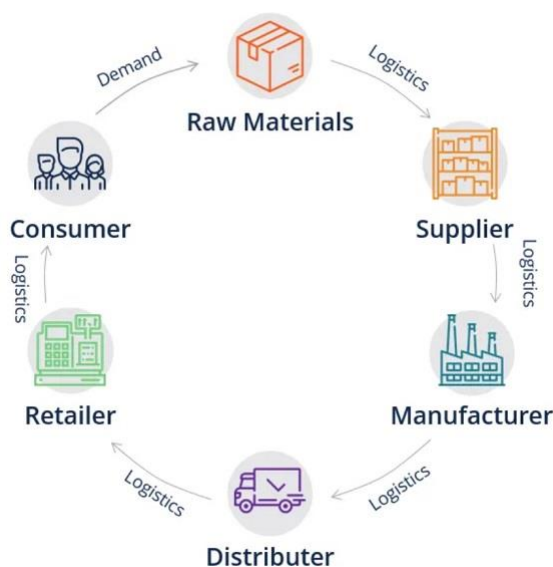 Demand
Logistics
Raw Materials
Consumer
Supplier
Logistics
Logistics
Retailer
Manufacturer
Logistics
Logistics
Distributer